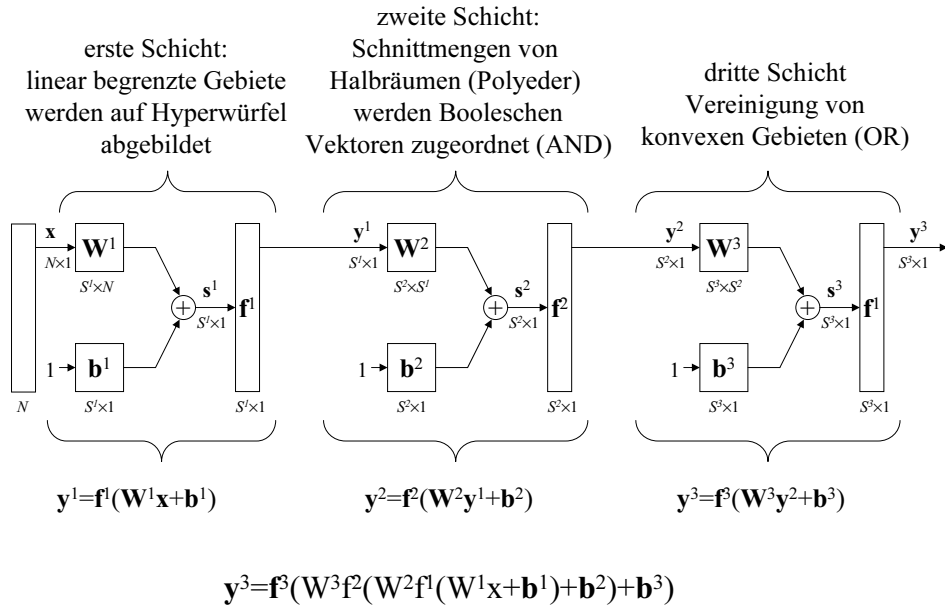 erste Schicht:
linear begrenzte Gebiete
werden auf Hyperwürfel
abgebildet
zweite Schicht:
Schnittmengen von
Halbräumen (Polyeder)
werden Booleschen
Vektoren zugeordnet (AND)
dritte Schicht
Vereinigung von
konvexen Gebieten (OR)
x
N×1
W¹
S¹×N
s¹
S¹×1
f¹
1
b¹
N
S¹×1
S¹×1
y¹
S¹×1
W²
S²×S¹
s²
S²×1
f²
1
b²
S²×1
S²×1
y²
S²×1
W³
S³×S²
s³
S³×1
f¹
1
b³
S³×1
S³×1
y³
S³×1
y¹=f¹(W¹x+b¹)
y²=f²(W²y¹+b²)
y³=f³(W³y²+b³)
y³=f³(W³f²(W²f¹(W¹x+b¹)+b²)+b³)